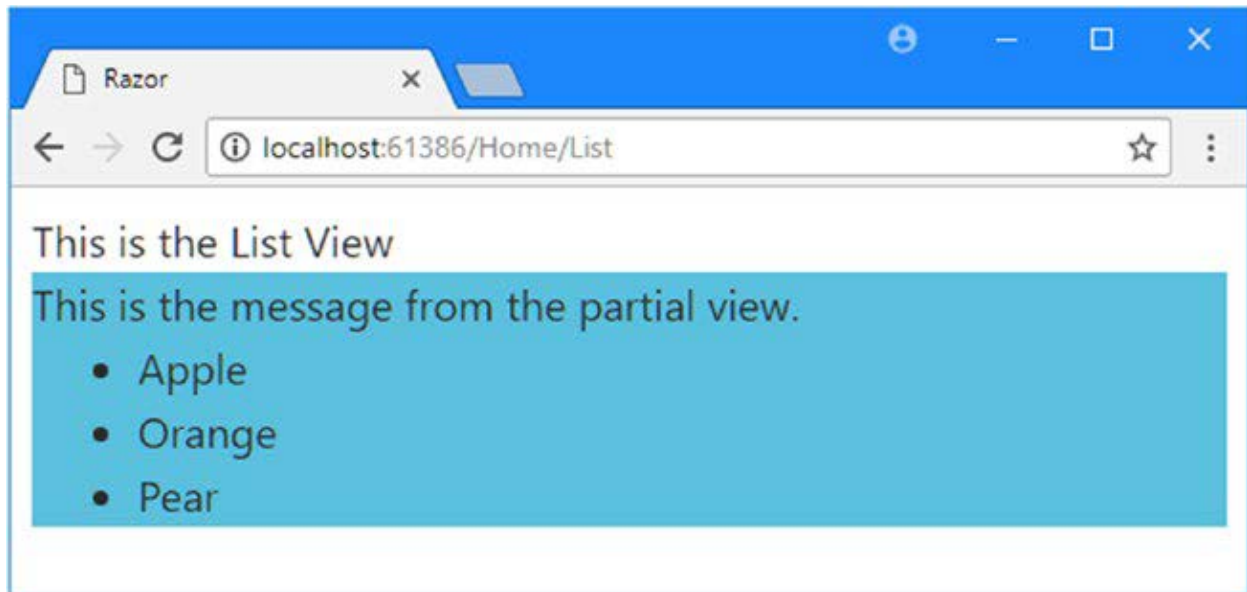 Razor
localhost:61386/Home/List
This is the List View
This is the message from the partial view.
Apple
Orange
Pear